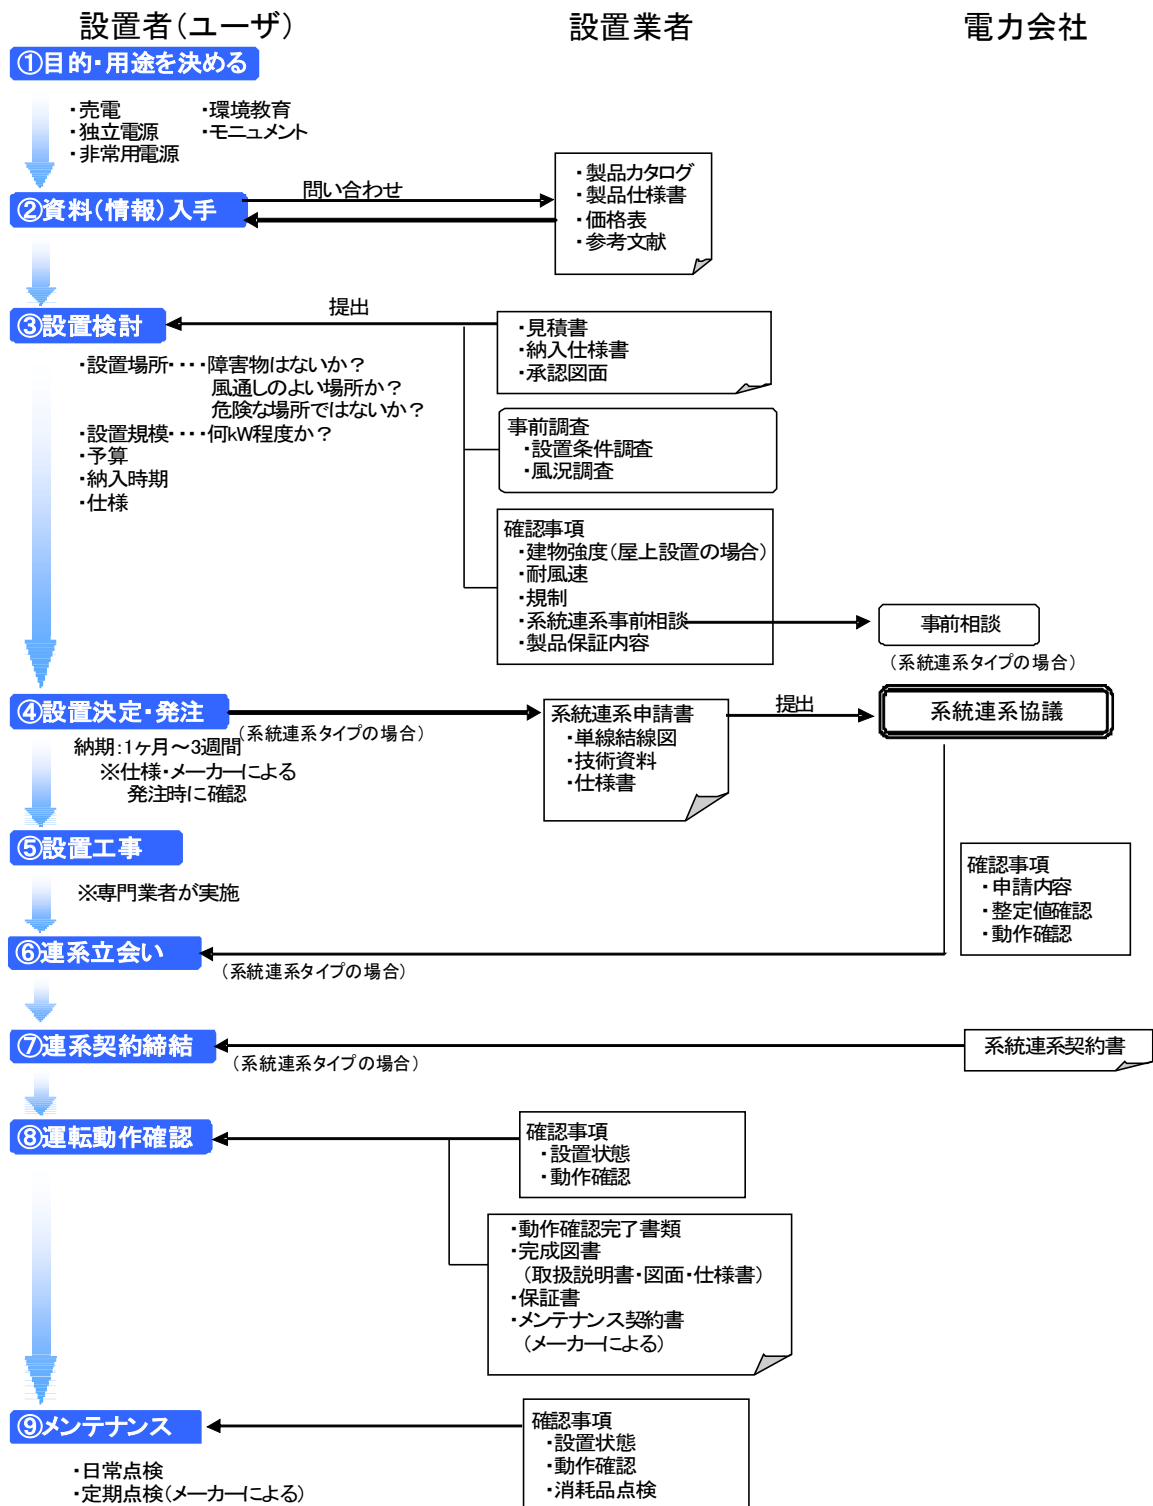 設置者(ユーザ)
設置業者
電力会社
①目的・用途を決める
・売電
・環境教育
・独立電源
・モニュメント
・非常用電源
②資料(情報)入手
問い合わせ
・製品カタログ
・製品仕様書
・価格表
・参考文献
③設置検討
提出
・見積書
・納入仕様書
・承認図面
・設置場所・・・・障害物はないか？
風通しのよい場所か？
危険な場所ではないか？
・設置規模・・・・何kW程度か？
・予算
・納入時期
・仕様
事前調査
・設置条件調査
・風況調査
確認事項
・建物強度(屋上設置の場合)
・耐風速
・規制
・系統連系事前相談
・製品保証内容
事前相談
(系統連系タイプの場合)
④設置決定・発注
(系統連系タイプの場合)
納期:1ヶ月～3週間
※仕様・メーカーによる
発注時に確認
系統連系申請書
・単線結線図
・技術資料
・仕様書
提出
系統連系協議
⑤設置工事
※専門業者が実施
確認事項
・申請内容
・整定値確認
・動作確認
⑥連系立会い
(系統連系タイプの場合)
⑦連系契約締結
(系統連系タイプの場合)
系統連系契約書
⑧運転動作確認
確認事項
・設置状態
・動作確認
・動作確認完了書類
・完成図書
(取扱説明書・図面・仕様書)
・保証書
・メンテナンス契約書
(メーカーによる)
⑨メンテナンス
・日常点検
・定期点検(メーカーによる)
確認事項
・設置状態
・動作確認
・消耗品点検